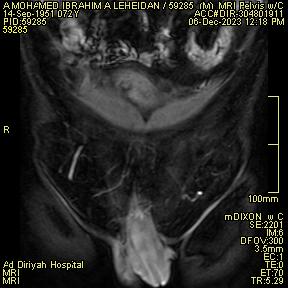 A MOHAMED IBRAHIM A LEHEIDAN / 59285 (M) MRI Pelvis w/C
14-Sep-1951 072Y ACC#DIR-304801911
PID:59285 06-Dec-2023 12:18 PM
59285
R
100mm
mDIXON_w C
SE:2201
IM:6
DFOV:300
3.5mm
Ad Diriyah Hospital EC:1
MRI TE:0
MRI ET:70
TR:5.29